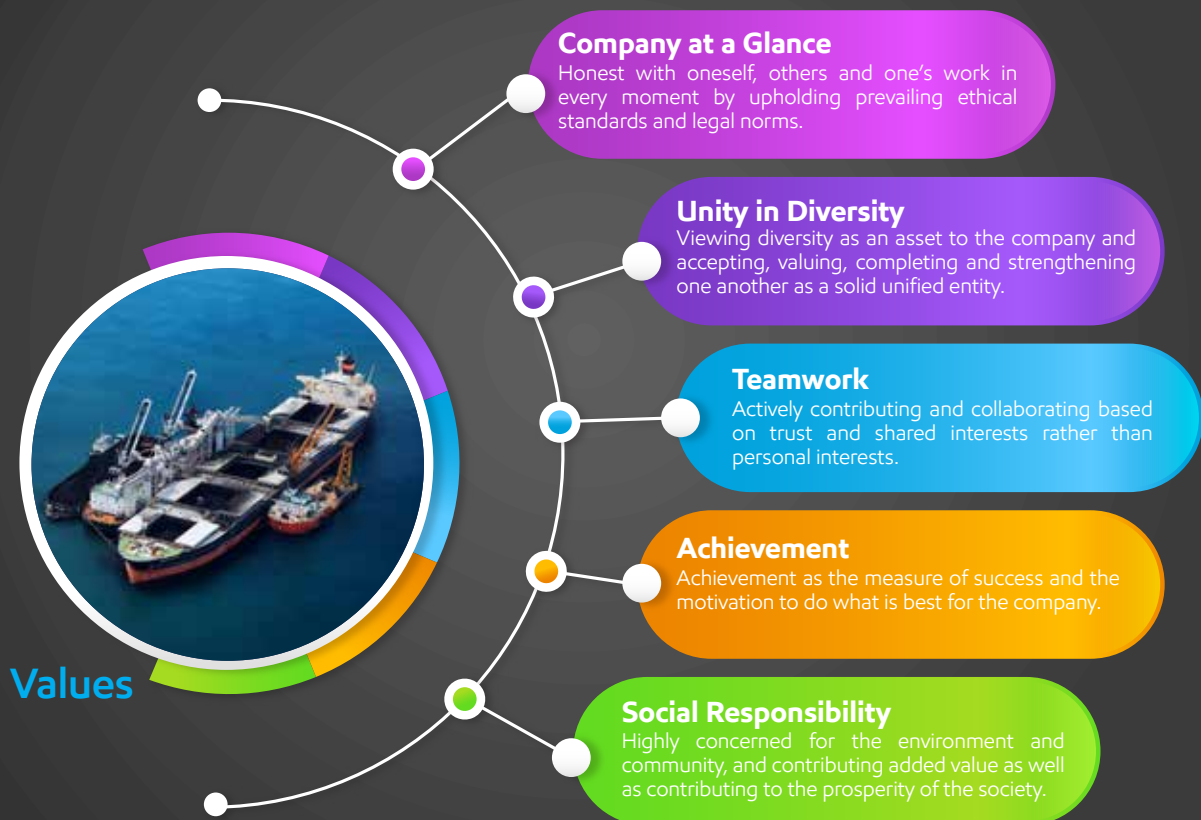 Company at a Glance
Honest with oneself, others and one's work in
every moment by upholding prevailing ethical
standards and legal norms.
Unity in Diversity
Viewing diversity as an asset to the company and
accepting, valuing, completing and strengthening
one another as a solid unified entity.
Teamwork
Actively contributing and collaborating based
on trust and shared interests rather than
personal interests.
Achievement
Achievement as the measure of success and the
motivation to do what is best for the company.
Values
Social Responsibility
Highly concerned for the environment and
community, and contributing added value as well
as contributing to the prosperity of the society.